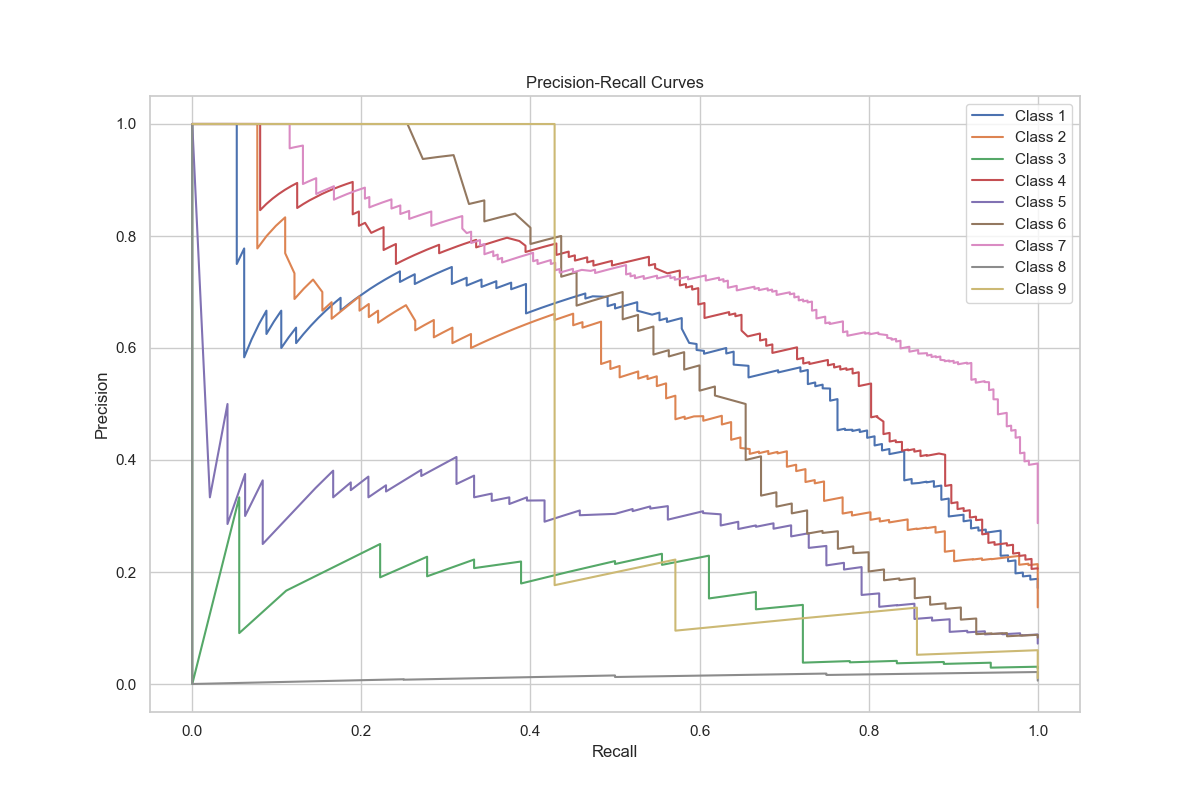 Precision-Recall Curves
Class 1
Class 2
Class 3
Class 4
Class 5
Class 6
Class 7
Class 8
Class 9
1.0
0.8
0.6
0.4
0.2
0.0
Precision
0.0 0.2 0.4 0.6 0.8 1.0
Recall